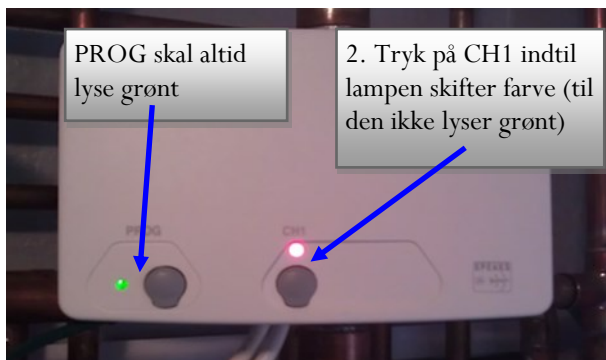 PROG skal altid
lyse grønt
2. Tryk på CH1 indtil
lampen skifter farve (til
den ikke lyser grønt)
PROG
CH1